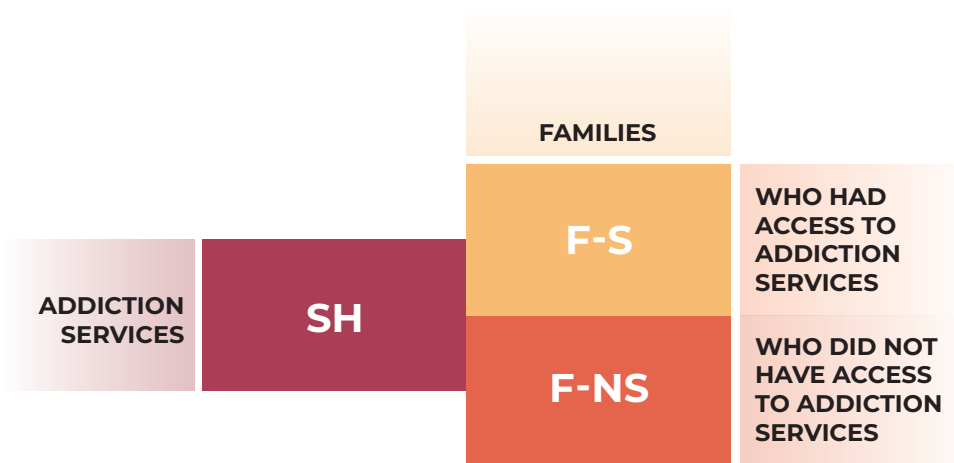 FAMILIES
F-S
WHO HAD
ACCESS TO
ADDICTION
SERVICES
ADDICTION
SERVICES
SH
F-NS
WHO DID NOT
HAVE ACCESS
TO ADDICTION
SERVICES